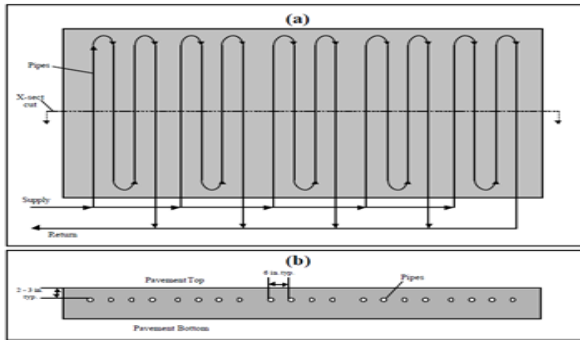 (a)
Pipes
X-sect
cut
Supply
Return
(b)
6 in. typ.
Pavement Top
Pipes
2 - 3 in.
typ.
Pavement Bottom